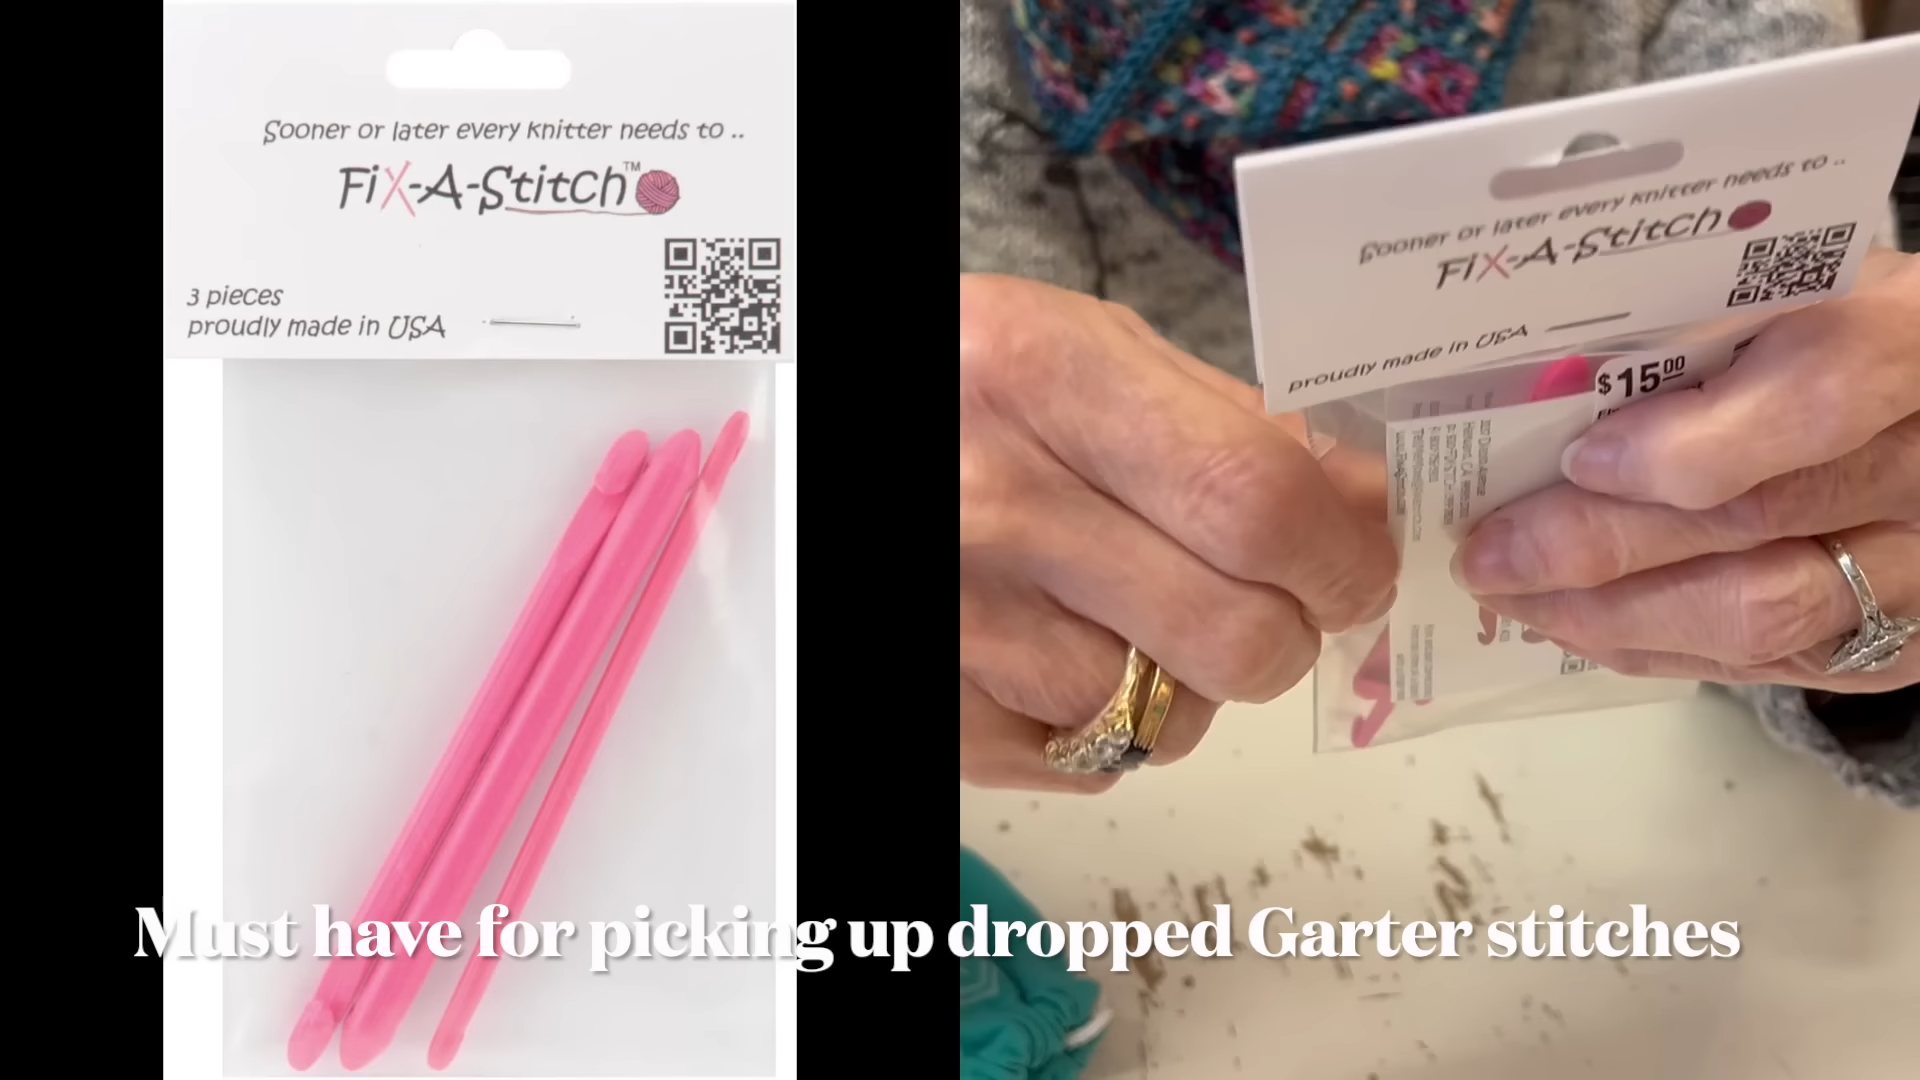 Sooner or later every knitter needs to ..
FiX-A-Stitch™
3 pieces
proudly made in USA
Sooner or later every knitter needs to ..
FiX-A-Stitch
proudly made in USA
$15.00
Must have for picking up dropped Garter stitches